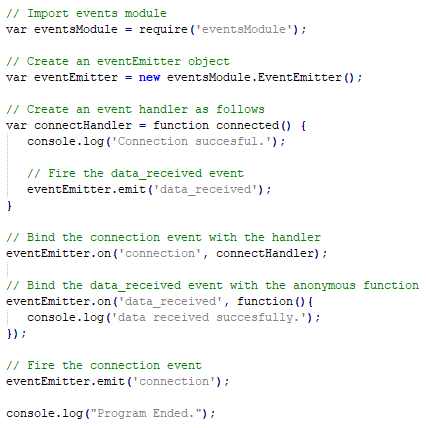 // Import events module
var eventsModule = require('eventsModule');
// Create an eventEmitter object
var eventEmitter = new eventsModule.EventEmitter();
// Create an event handler as follows
var connectHandler = function connected() {
console.log('Connection succesful.');
// Fire the data_received event
eventEmitter.emit('data_received');
}
// Bind the connection event with the handler
eventEmitter.on('connection', connectHandler);
// Bind the data_received event with the anonymous function
eventEmitter.on('data_received', function(){
console.log('data received succesfully.');
});
// Fire the connection event
eventEmitter.emit('connection');
console.log("Program Ended.");